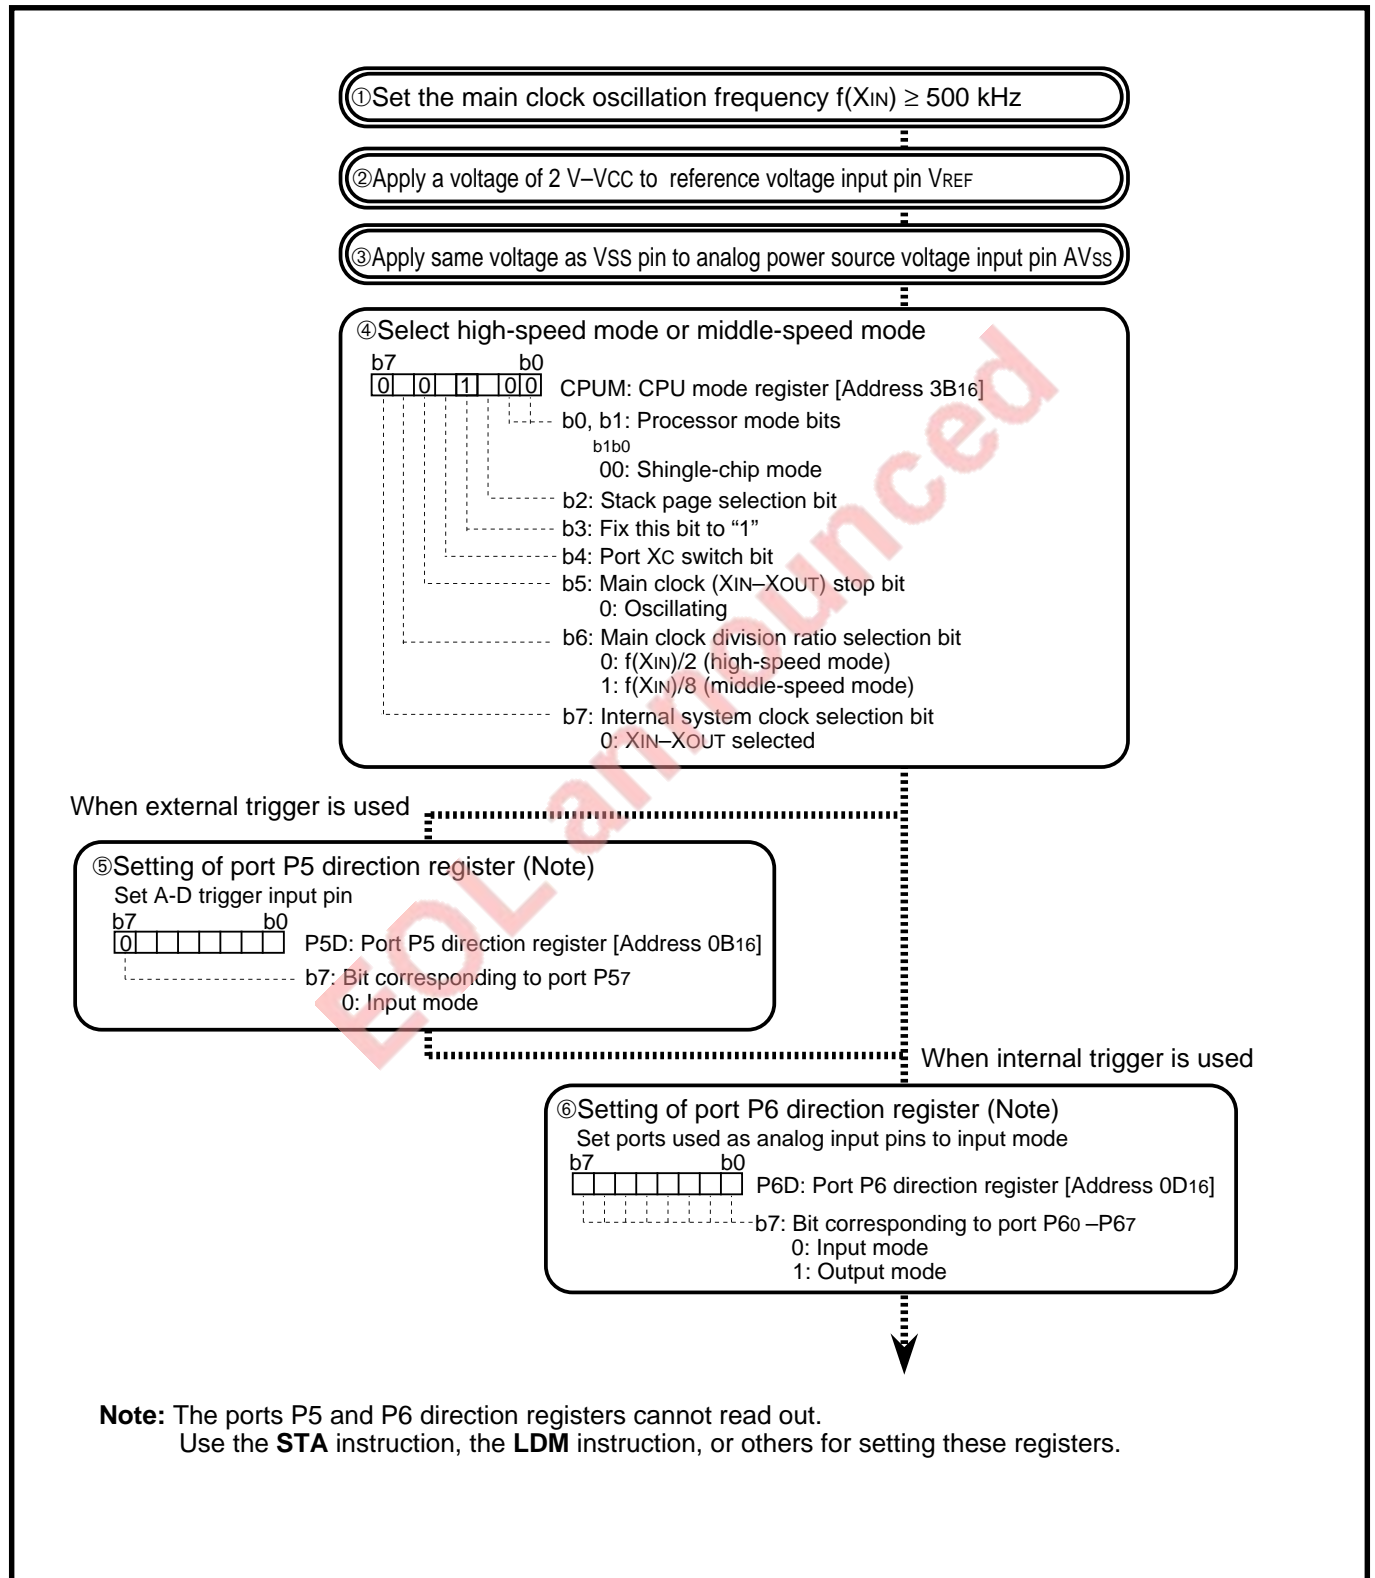 ①Set the main clock oscillation frequency f(XIN) ≥ 500 kHz
②Apply a voltage of 2 V–VCC to reference voltage input pin VREF
③Apply same voltage as VSS pin to analog power source voltage input pin AVss
④Select high-speed mode or middle-speed mode
b7 b0
0 0 1 0 0 CPUM: CPU mode register [Address 3B16]
b0, b1: Processor mode bits
b1b0
00: Shingle-chip mode
b2: Stack page selection bit
b3: Fix this bit to “1”
b4: Port XC switch bit
b5: Main clock (XIN–XOUT) stop bit
0: Oscillating
b6: Main clock division ratio selection bit
0: f(XIN)/2 (high-speed mode)
1: f(XIN)/8 (middle-speed mode)
b7: Internal system clock selection bit
0: XIN–XOUT selected
When external trigger is used
⑤Setting of port P5 direction register (Note)
Set A-D trigger input pin
b7 b0
0 P5D: Port P5 direction register [Address 0B16]
b7: Bit corresponding to port P57
0: Input mode
When internal trigger is used
⑥Setting of port P6 direction register (Note)
Set ports used as analog input pins to input mode
b7 b0
P6D: Port P6 direction register [Address 0D16]
b7: Bit corresponding to port P60 –P67
0: Input mode
1: Output mode
Note: The ports P5 and P6 direction registers cannot read out.
Use the STA instruction, the LDM instruction, or others for setting these registers.
EOL announced